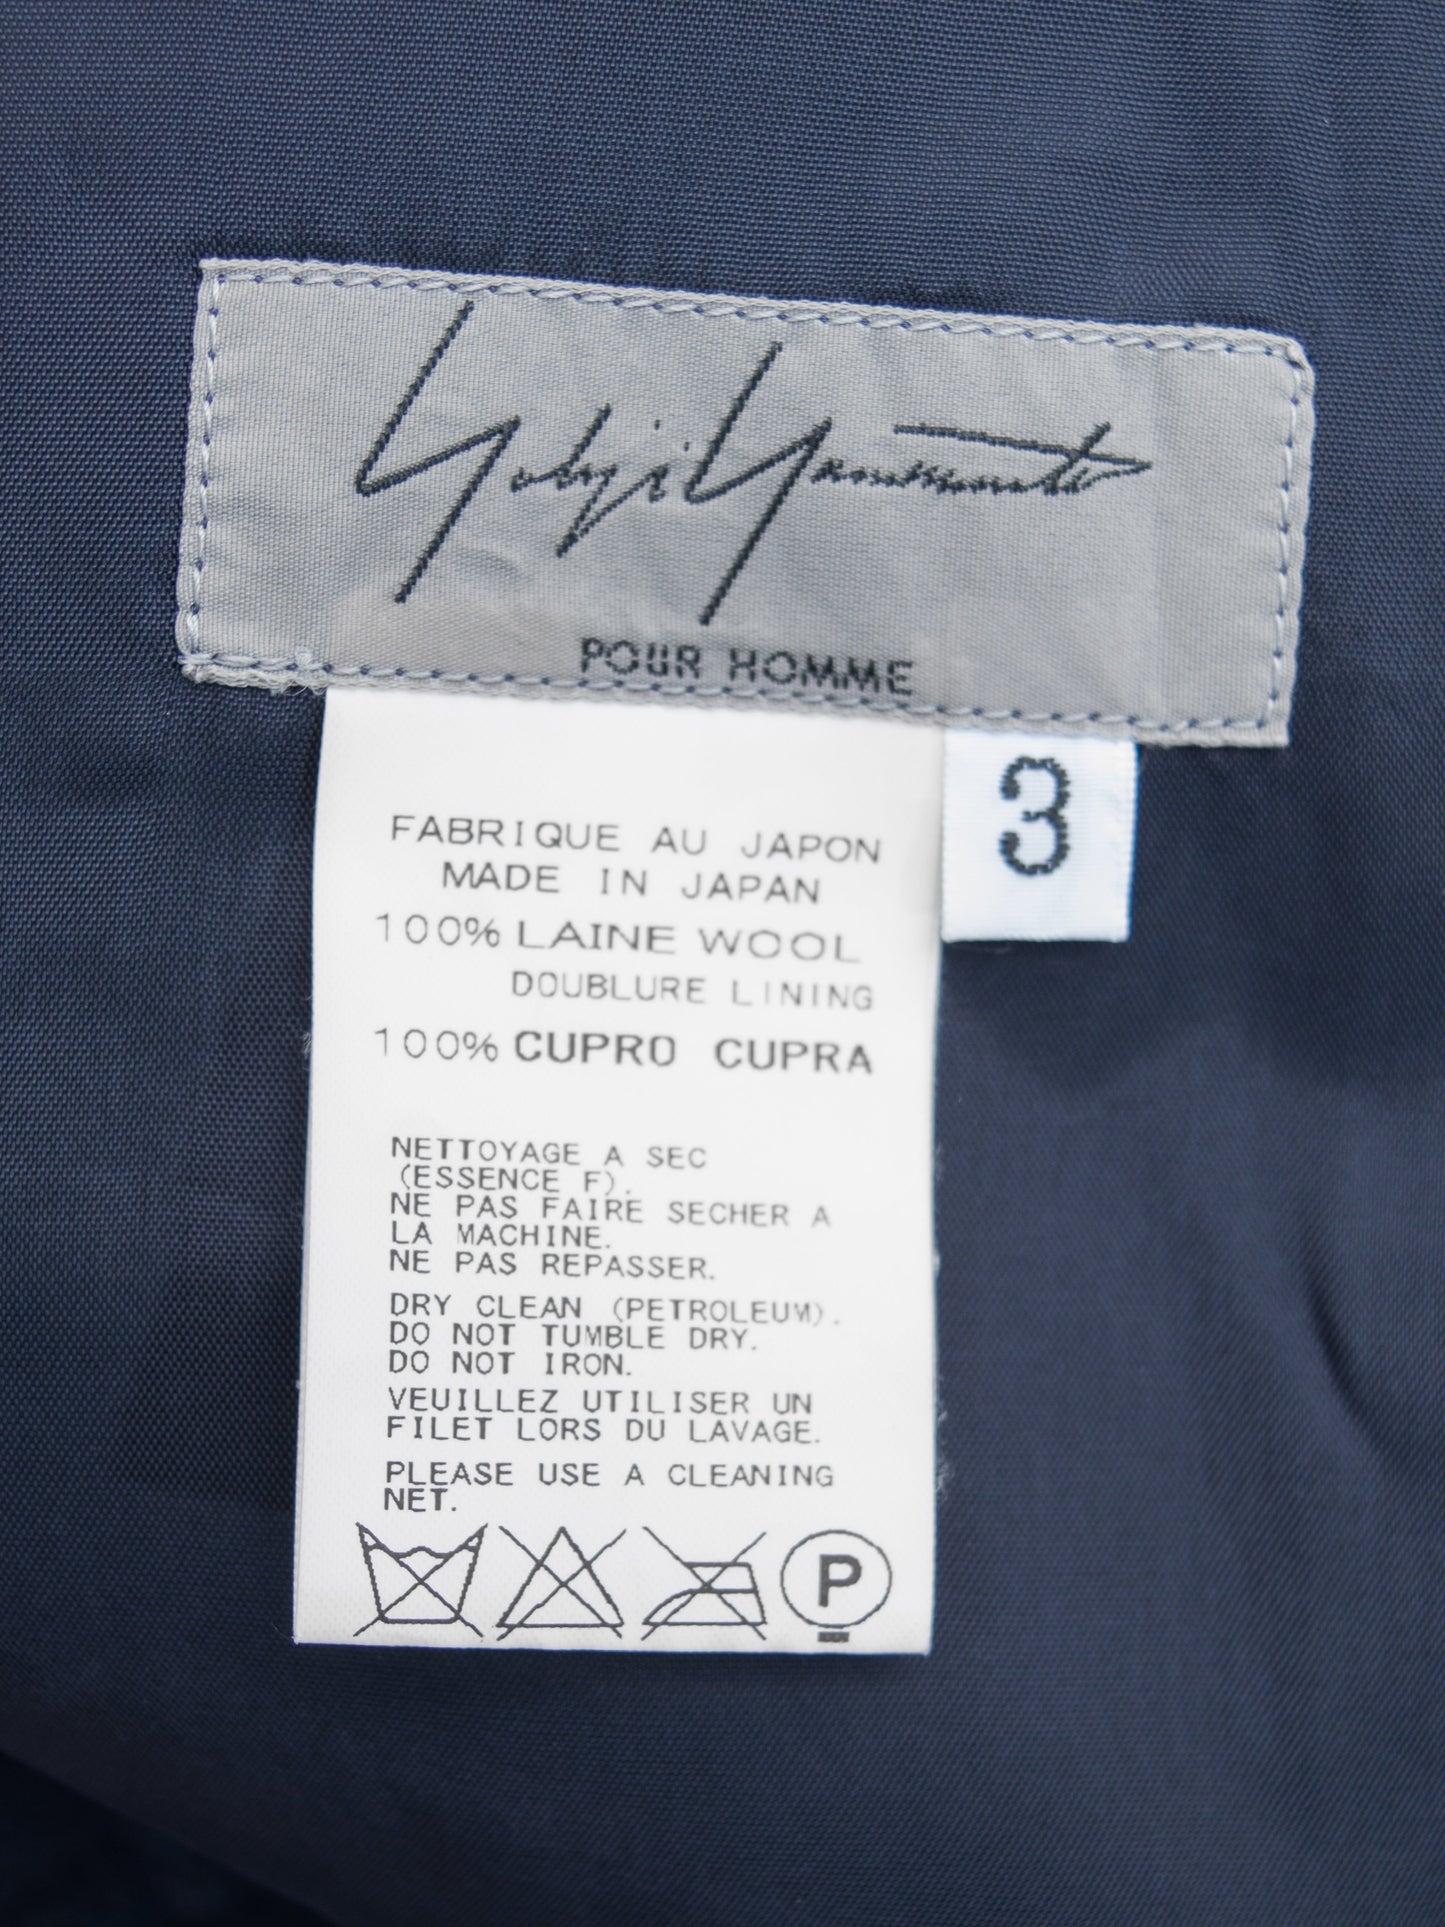 Yohji Yamamoto
POUR HOMME
3
FABRIQUE AU JAPON
MADE IN JAPAN
100% LAINE WOOL
DOUBLURE LINING
100% CUPRO CUPRA
NETTOYAGE A SEC
(ESSENCE F).
NE PAS FAIRE SECHER A
LA MACHINE.
NE PAS REPASSER.
DRY CLEAN (PETROLEUM).
DO NOT TUMBLE DRY.
DO NOT IRON.
VEUILLEZ UTILISER UN
FILET LORS DU LAVAGE.
PLEASE USE A CLEANING
NET.
P